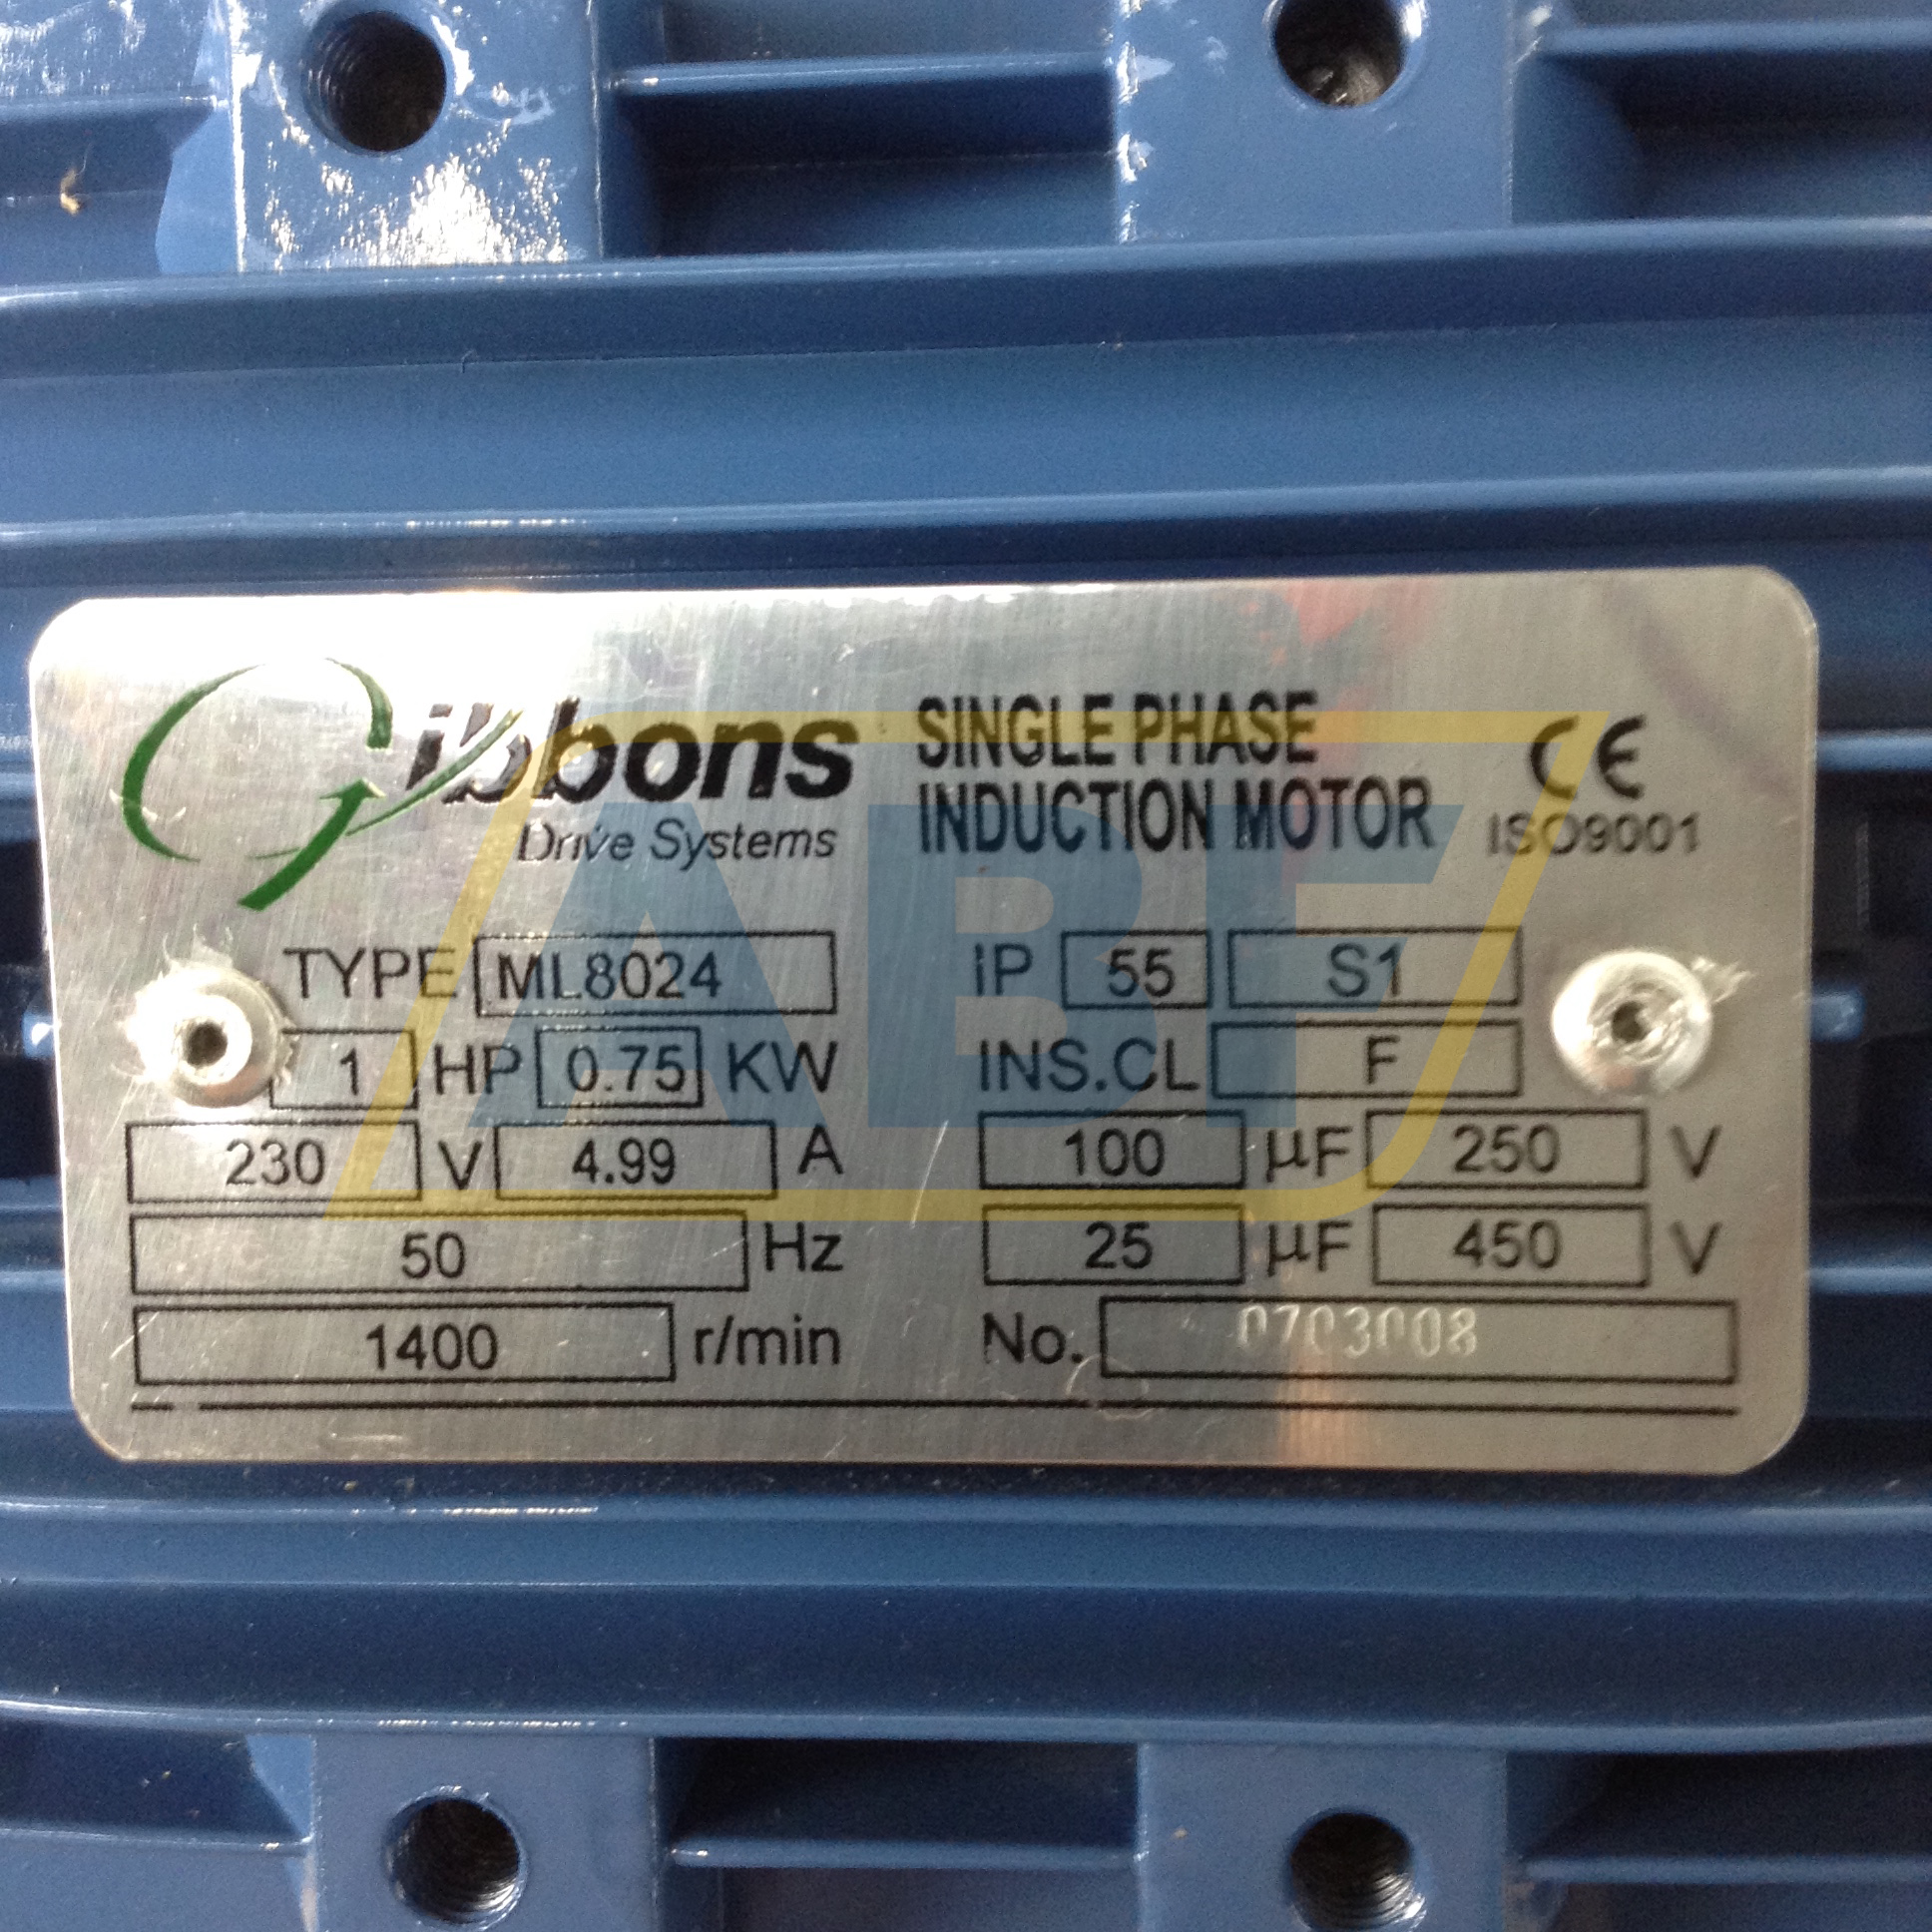 Gibbons
Drive Systems
SINGLE PHASE
INDUCTION MOTOR
CE
ISO9001
TYPE ML8024
1 HP 0.75 KW
230 V 4.99 A
50 Hz
1400 r/min
IP 55 S1
INS.CL F
100 µF 250 V
25 µF 450 V
No. 0703008
ABF